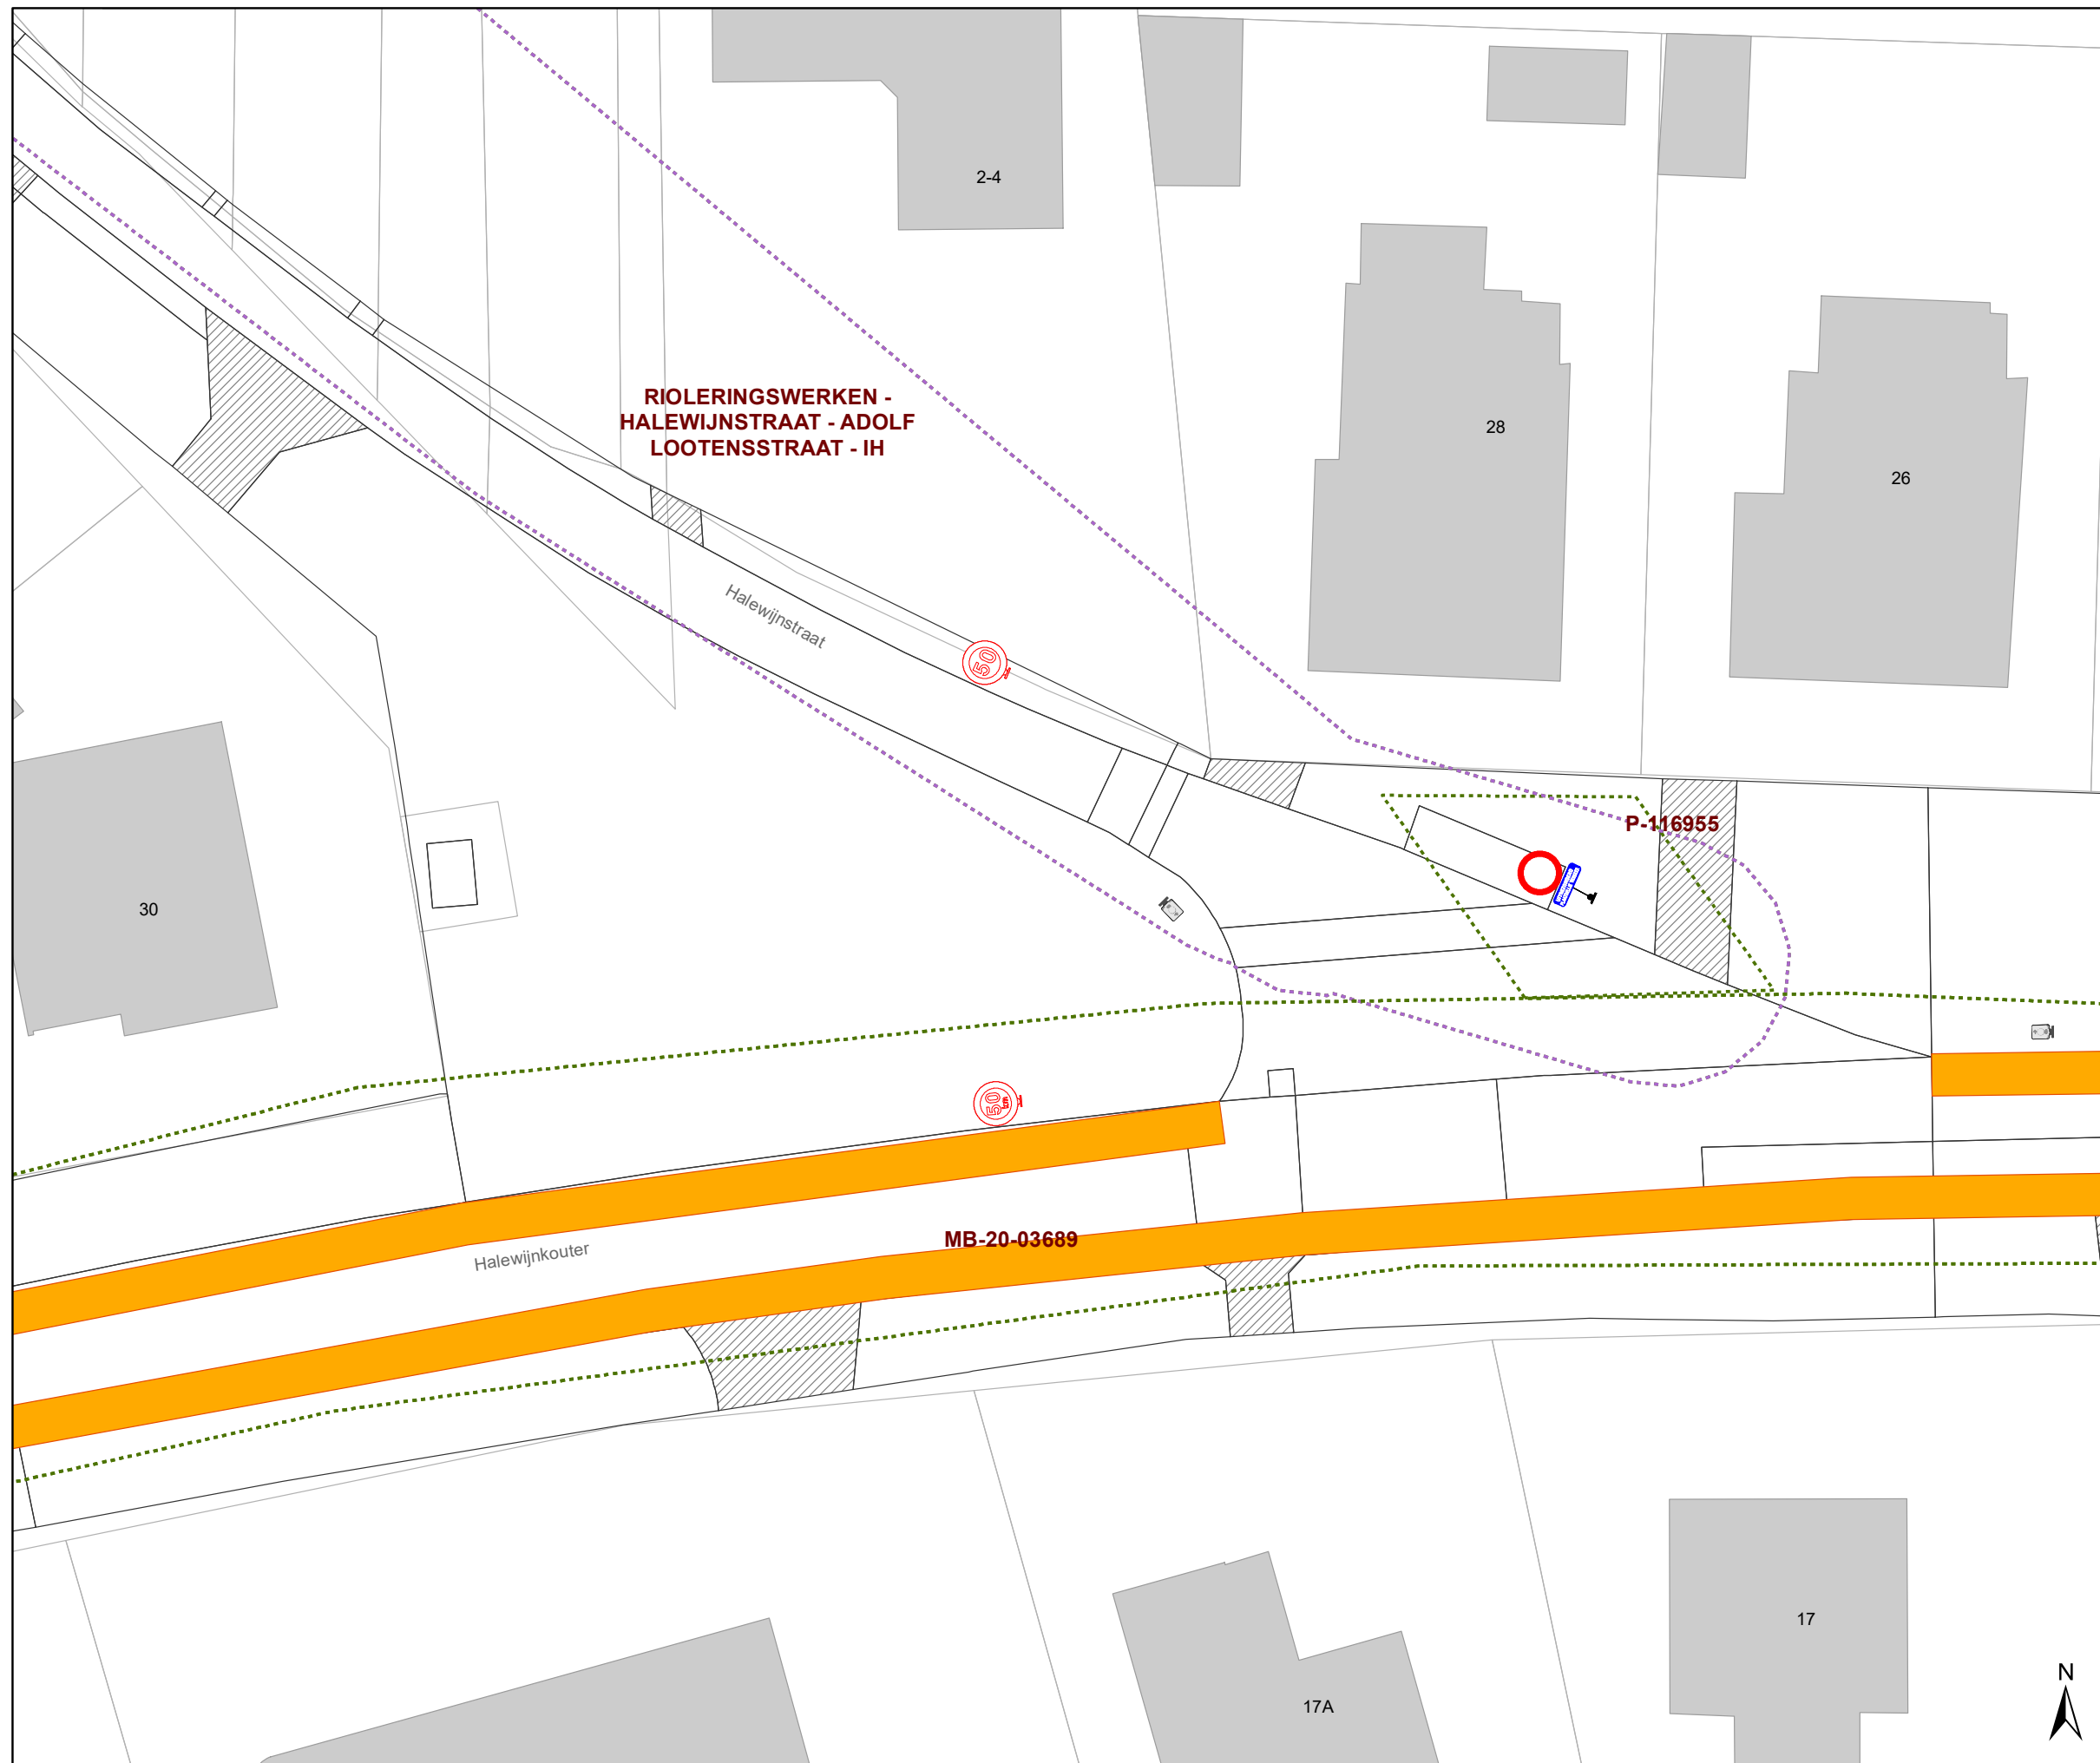 2-4
RIOLERINGSWERKEN -
HALEWIJNSTRAAT - ADOLF
LOOTENSSTRAAT - IH
28
26
Halewijnstraat
50
P-116955
30
50
MB-20-03689
Halewijnkouter
17
17A
N